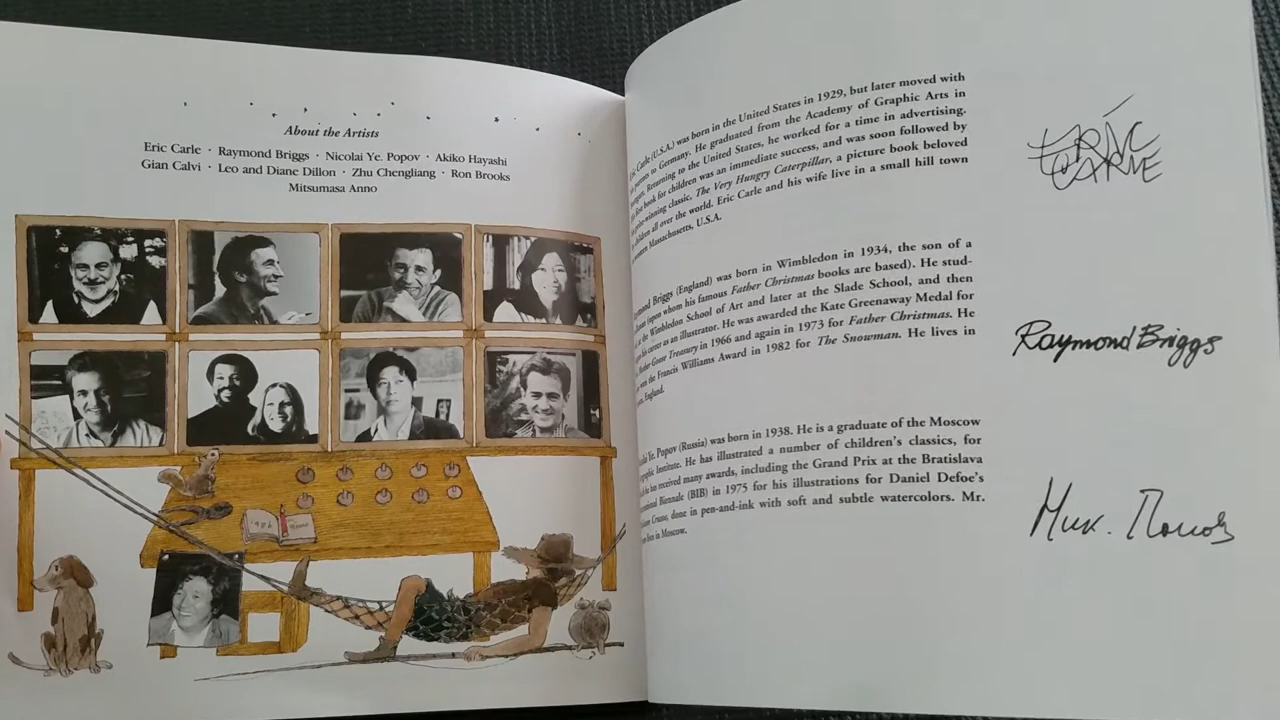 About the Artists
Eric Carle · Raymond Briggs · Nicolai Ye. Popov · Akiko Hayashi
Gian Calvi · Leo and Diane Dillon · Zhu Chengliang · Ron Brooks
Mitsumasa Anno
Eric Carle (U.S.A.) was born in the United States in 1929, but later moved with
parents to Germany. He graduated from the Academy of Graphic Arts in
Returning to the United States, he worked for a time in advertising.
first book for children was an immediate success, and was soon followed by
-winning classic, The Very Hungry Caterpillar, a picture book beloved
children all over the world. Eric Carle and his wife live in a small hill town
western Massachusetts, U.S.A.
ERIC
CARLE
mond Briggs (England) was born in Wimbledon in 1934, the son of a
(upon whom his famous Father Christmas books are based). He stud-
at the Wimbledon School of Art and later at the Slade School, and then
his career as an illustrator. He was awarded the Kate Greenaway Medal for
Mother Goose Treasury in 1966 and again in 1973 for Father Christmas. He
won the Francis Williams Award in 1982 for The Snowman. He lives in
England.
Raymond Briggs
Ye. Popov (Russia) was born in 1938. He is a graduate of the Moscow
graphic Institute. He has illustrated a number of children's classics, for
he has received many awards, including the Grand Prix at the Bratislava
national Biennale (BIB) in 1975 for his illustrations for Daniel Defoe's
Crusoe, done in pen-and-ink with soft and subtle watercolors. Mr.
lives in Moscow.
Ник. Попов